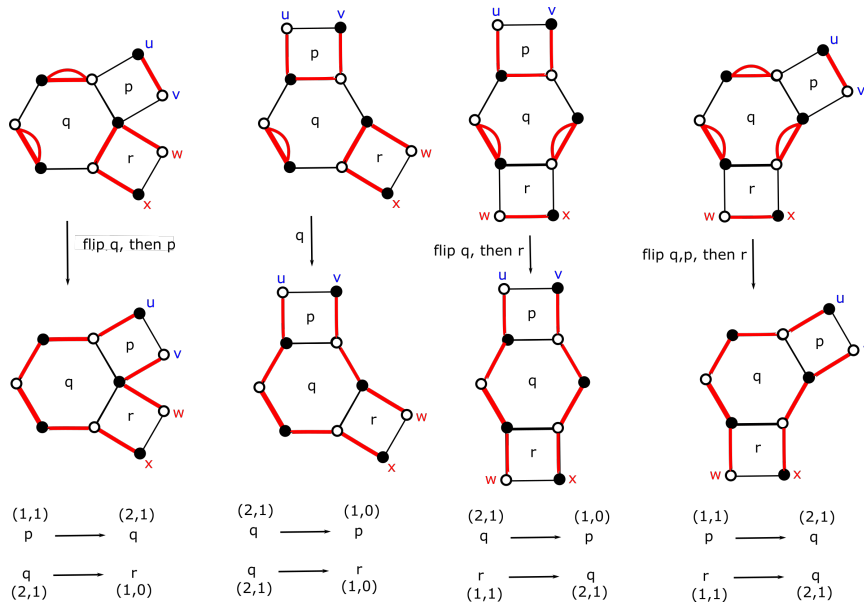 u
p
v
q
r
w
x
flip q, then p
u
p
v
q
r
w
x
(1,1) (2,1)
p q
q r
(2,1) (1,0)
u v
p
q
r
w
x
q
u v
p
q
r
w
x
(2,1) (1,0)
q p
q r
(2,1) (1,0)
u v
p
q
r
w x
flip q, then r
u v
p
q
r
w x
(2,1) (1,0)
q p
r q
(1,1) (2,1)
u
p
v
q
r
w x
flip q,p, then r
u
p
q
r
w x
(1,1) (2,1)
p q
r q
(1,1) (2,1)